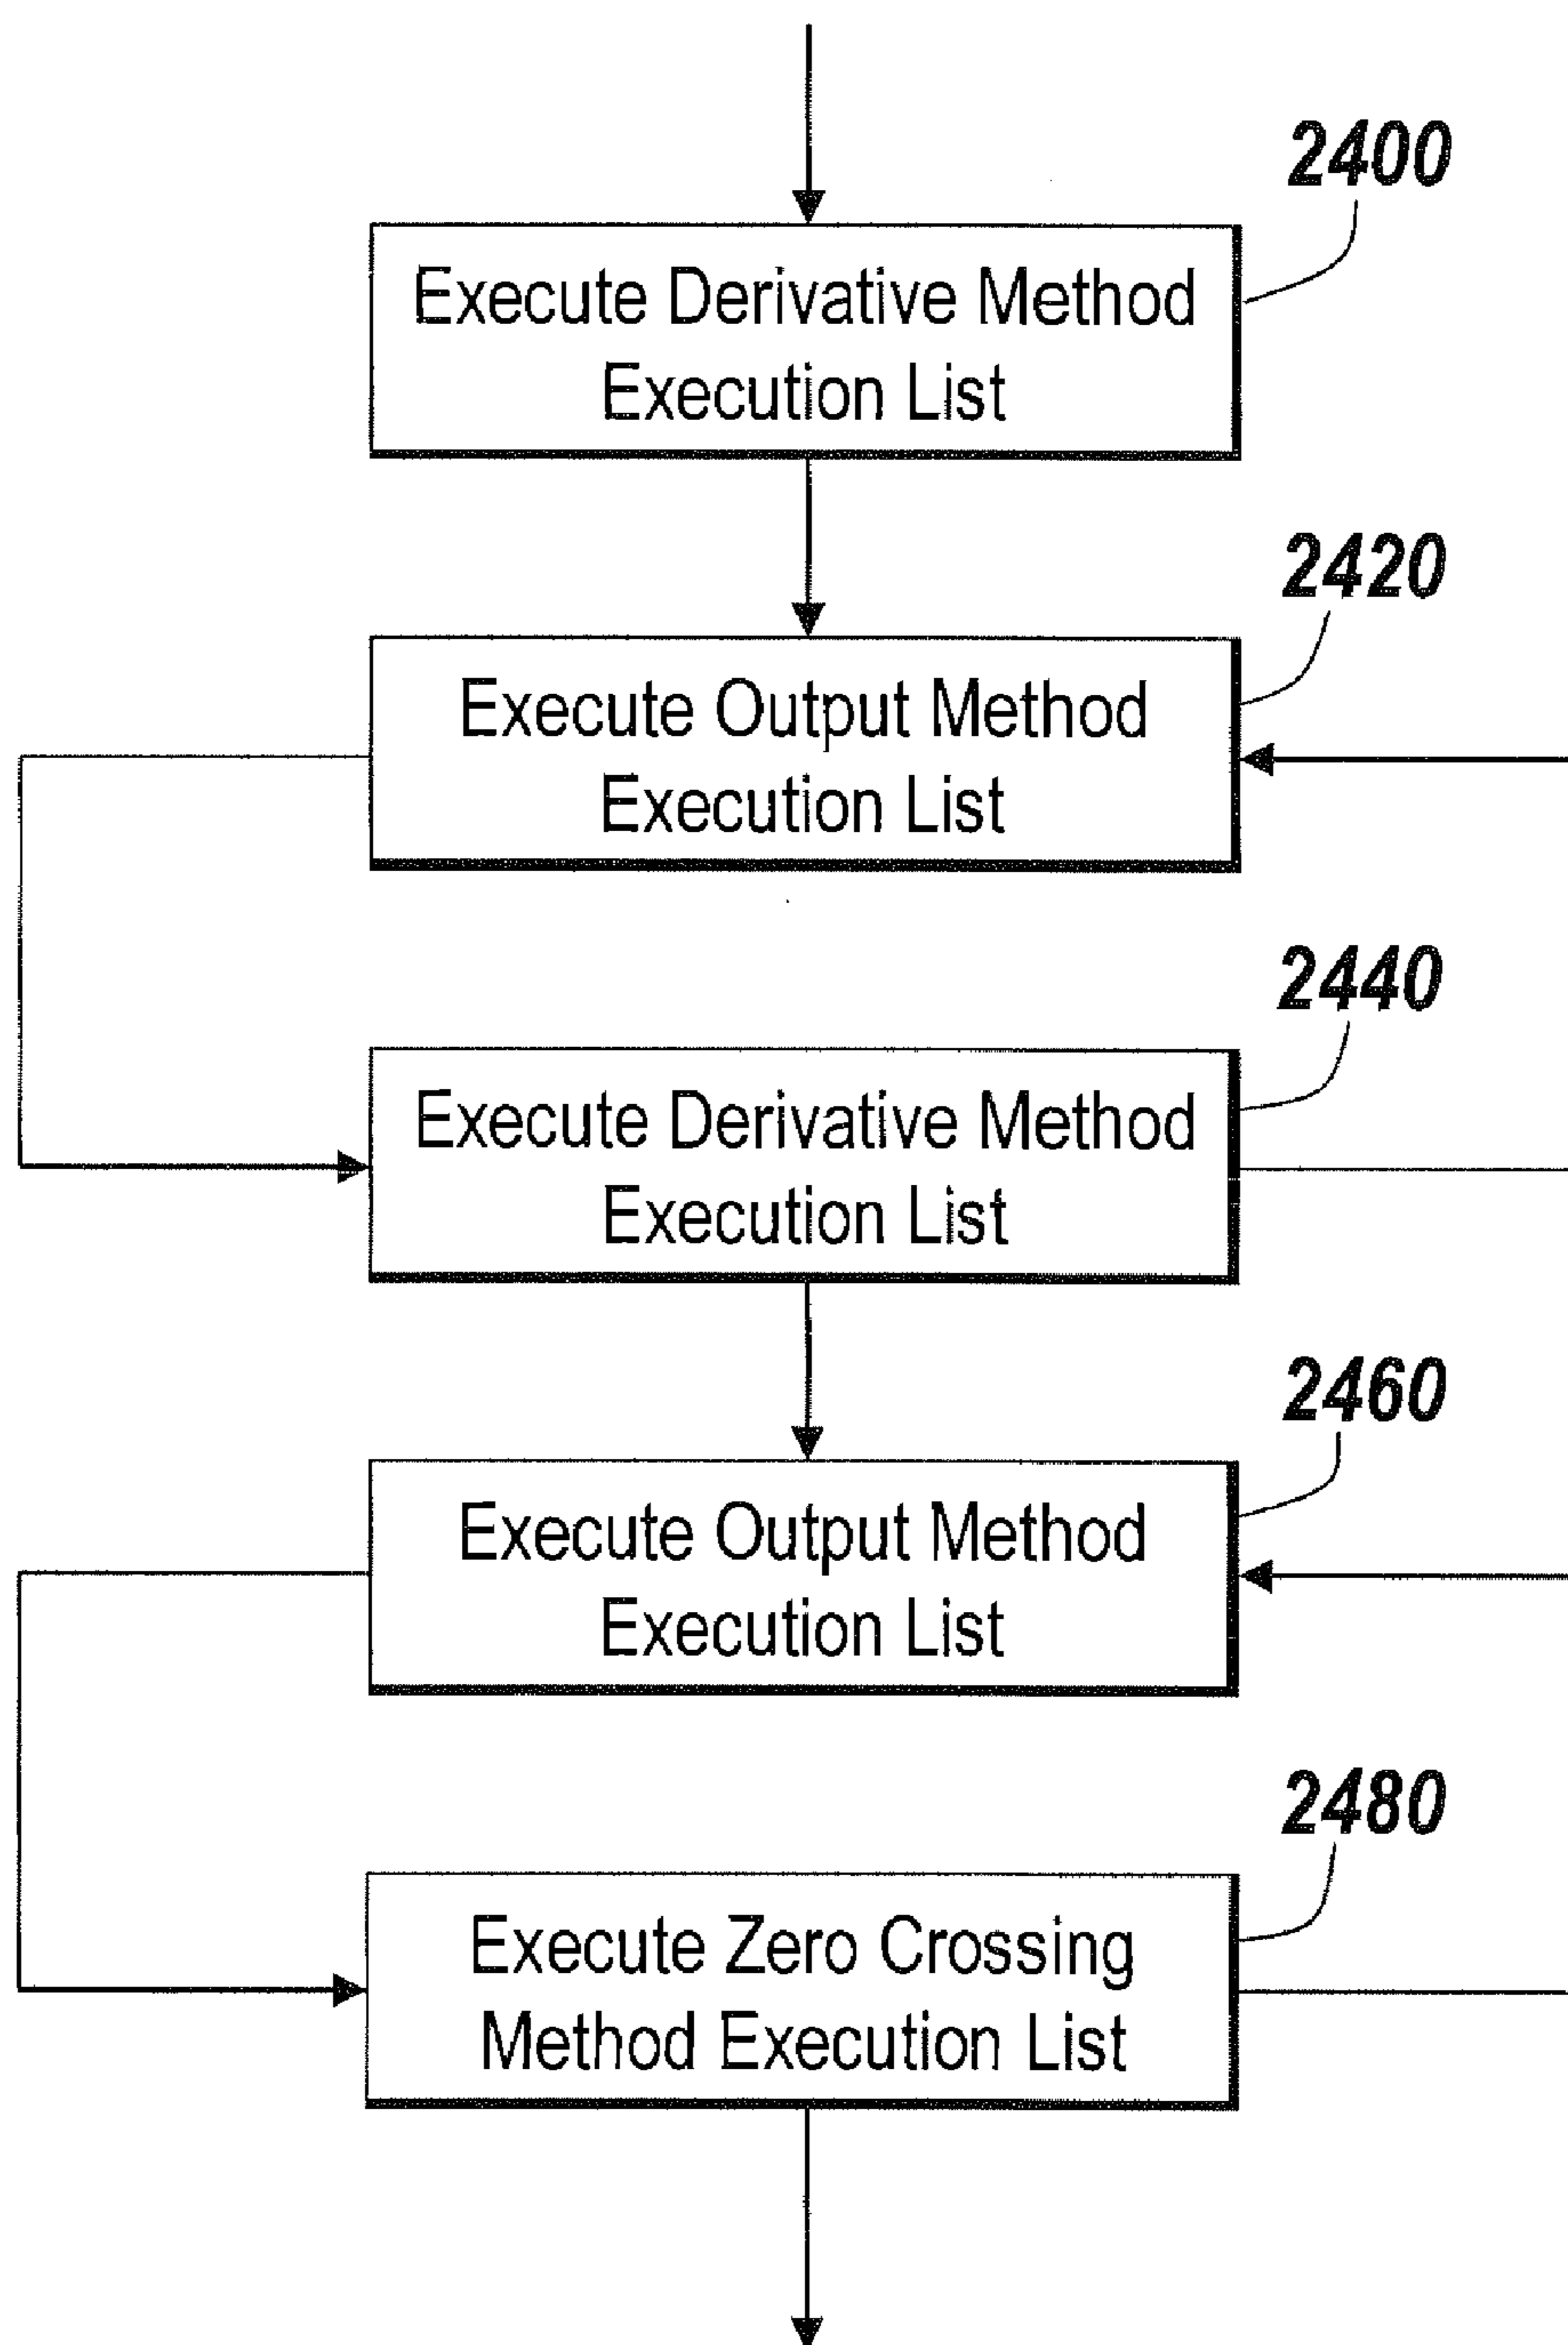 2400
Execute Derivative Method
Execution List
2420
Execute Output Method
Execution List
2440
Execute Derivative Method
Execution List
2460
Execute Output Method
Execution List
2480
Execute Zero Crossing
Method Execution List